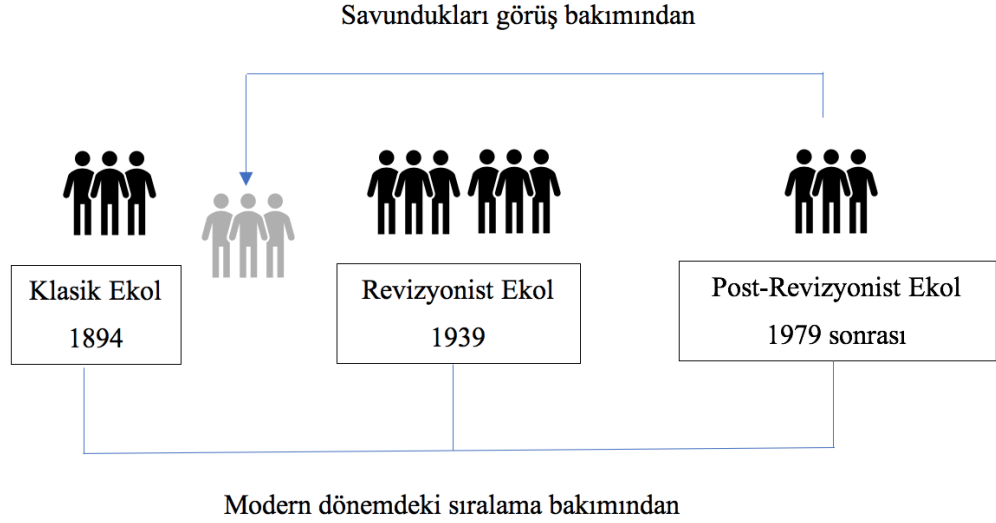 Savundukları görüş bakımından
Klasik Ekol
1894
Revizyonist Ekol
1939
Post-Revizyonist Ekol
1979 sonrası
Modern dönemdeki sıralama bakımından